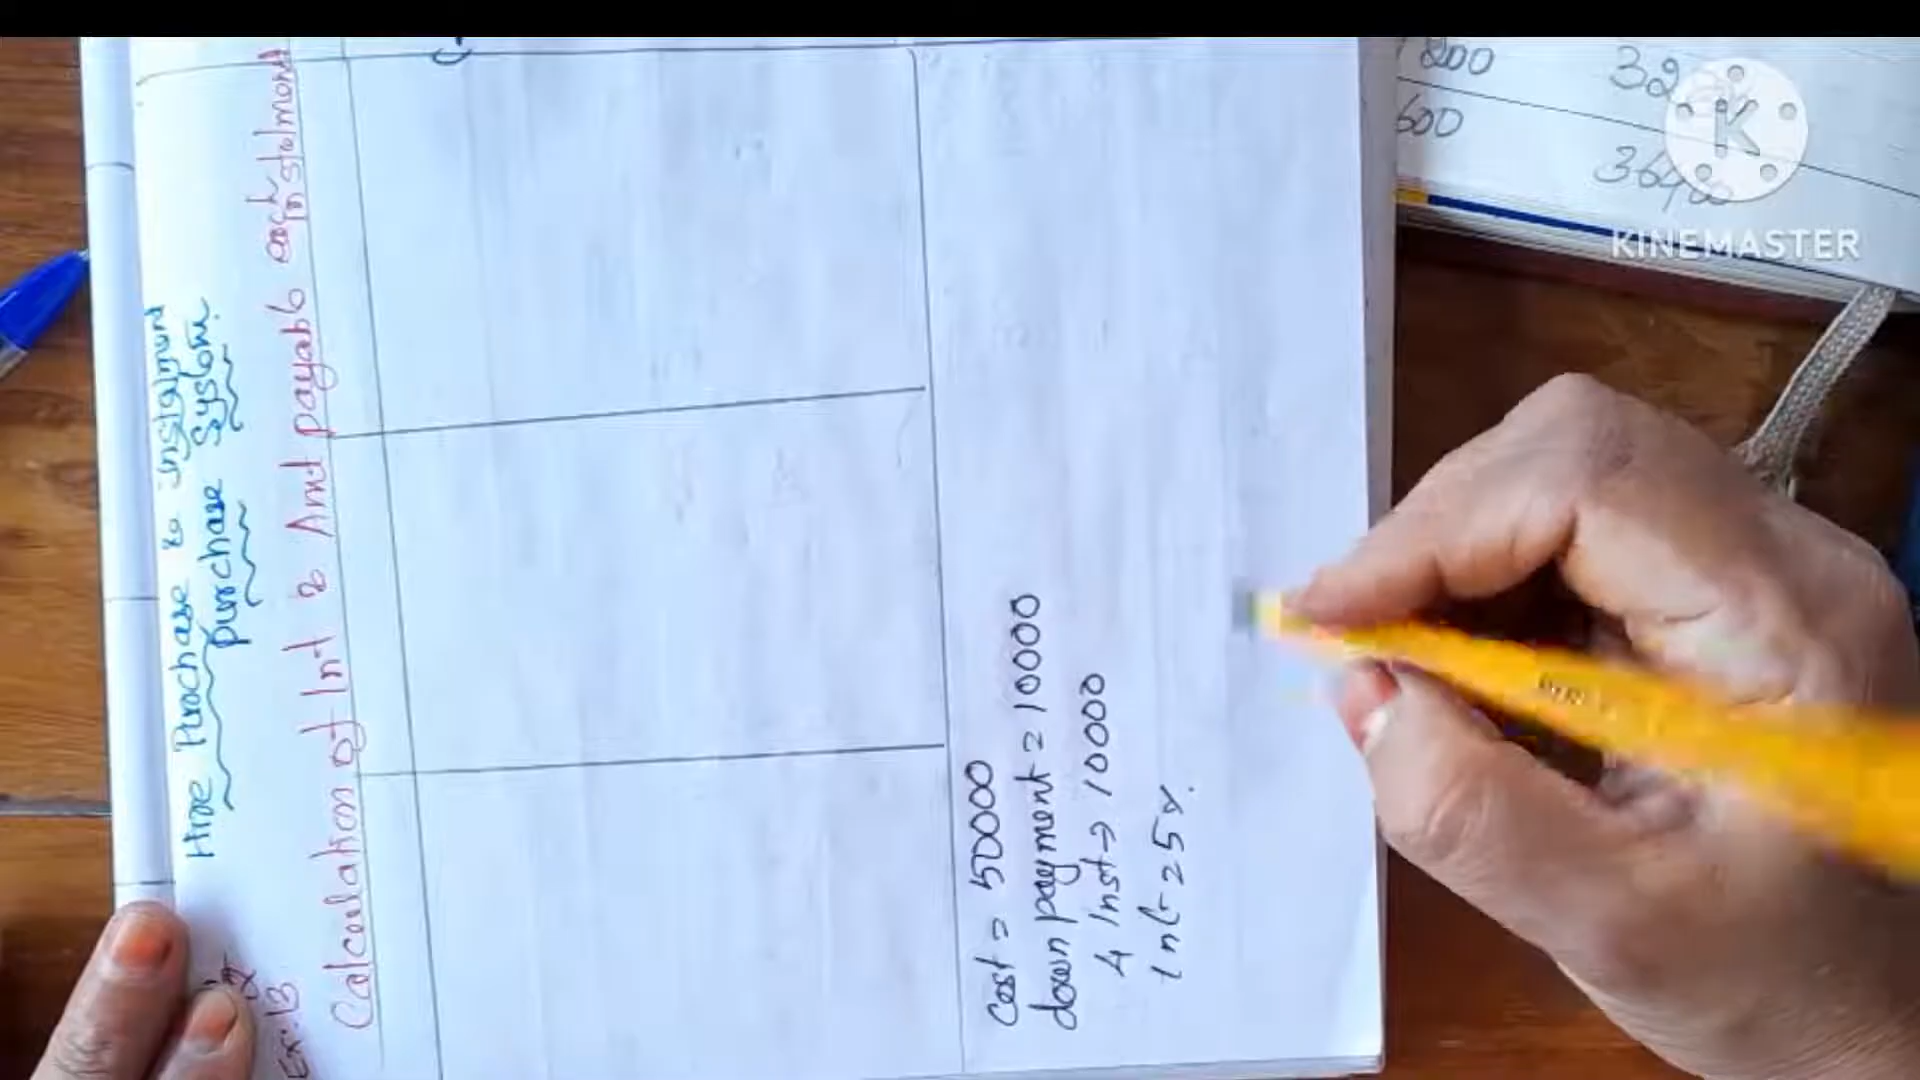 Hire Purchase & instalment
purchase System.
Ex:13
Calculation of Int & Amt payable each
Instalment
Cost = 50000
down payment = 10000
4 Inst → 10000
Int = 5%.
200
600
KINEMASTER